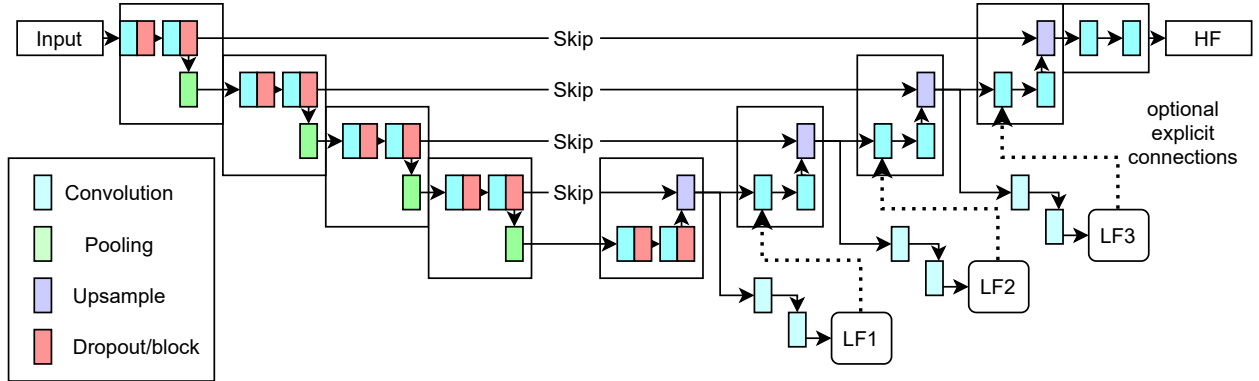 Input
Skip
HF
Skip
optional
explicit
connections
Skip
Skip
Convolution
Pooling
Upsample
Dropout/block
LF3
LF2
LF1